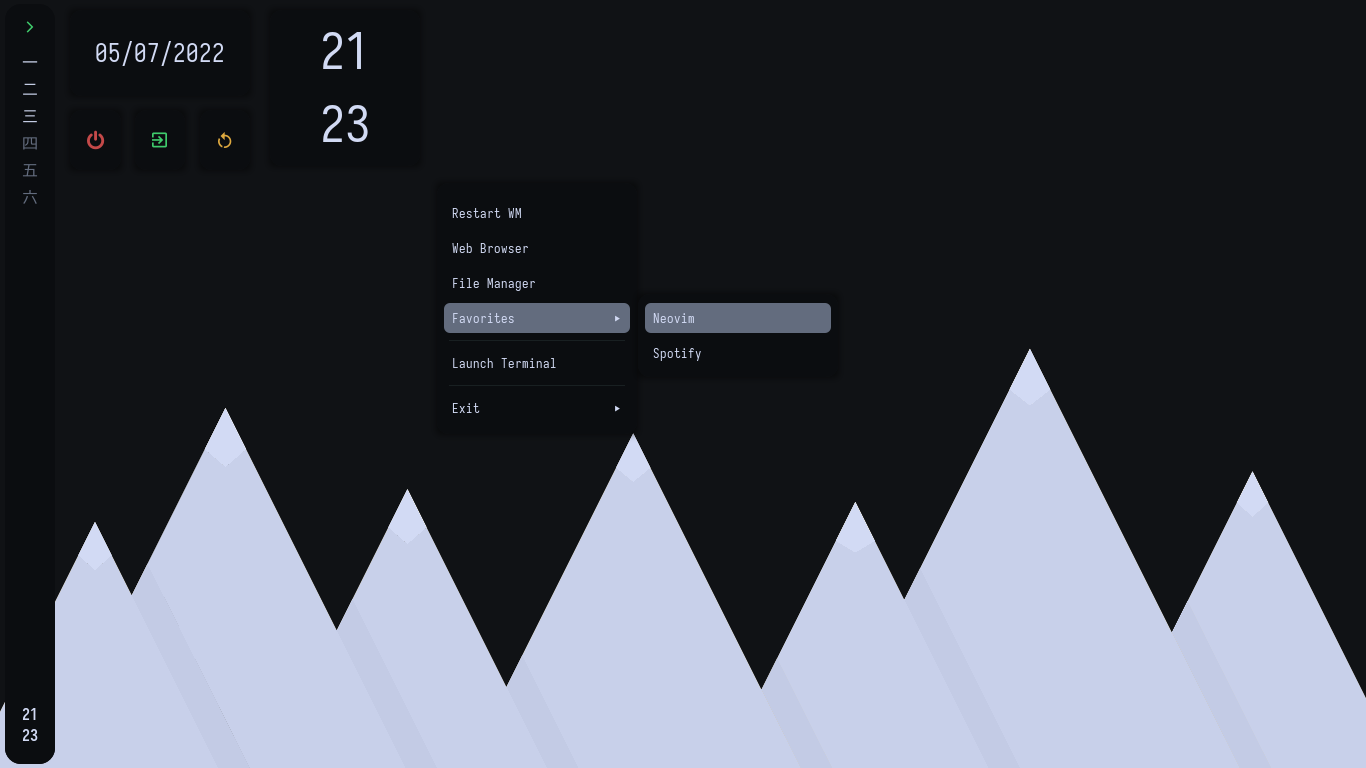 一
二
三
四
五
六
21
23
05/07/2022
21
23
Restart WM
Web Browser
File Manager
Favorites
Launch Terminal
Exit
Neovim
Spotify